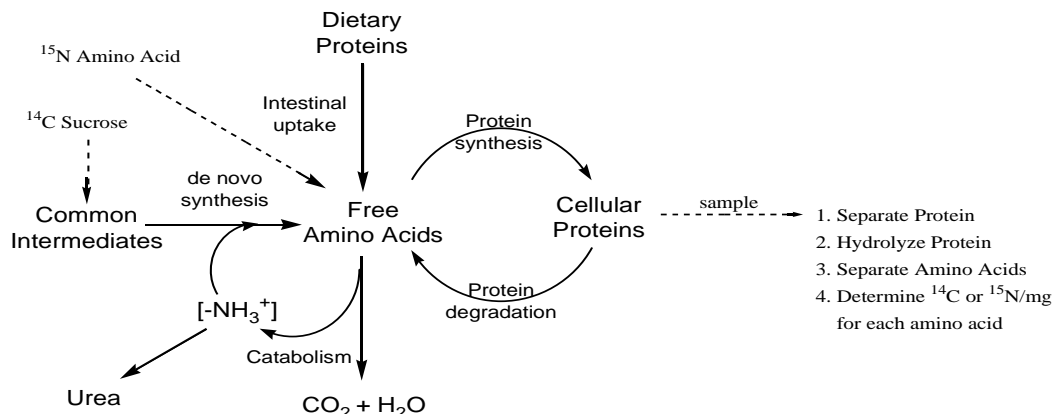 Dietary
Proteins
¹⁵N Amino Acid
¹⁴C Sucrose
Intestinal
uptake
Protein
synthesis
de novo
synthesis
Common
Intermediates
Free
Amino Acids
Cellular
Proteins
sample
1. Separate Protein
2. Hydrolyze Protein
3. Separate Amino Acids
4. Determine ¹⁴C or ¹⁵N/mg
for each amino acid
Protein
degradation
[-NH₃⁺]
Catabolism
Urea
CO₂ + H₂O